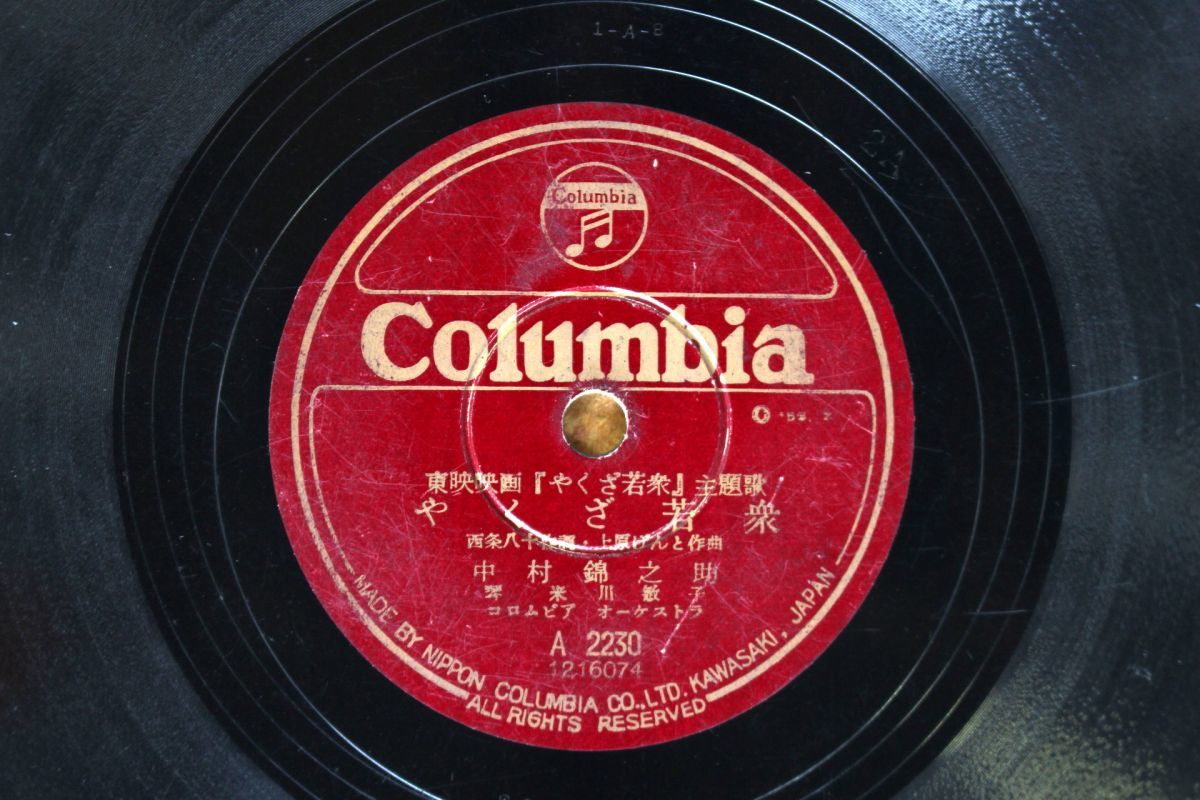 1-A-8
2A
Columbia
Columbia
東映映画『やくざ若衆』主題歌
やくざ若衆
西条八十作詞・上原げんと作曲
中村錦之助
琴 米川敏子
コロムビア オーケストラ
A 2230
1216074
MADE BY NIPPON COLUMBIA CO.,LTD. KAWASAKI, JAPAN
ALL RIGHTS RESERVED